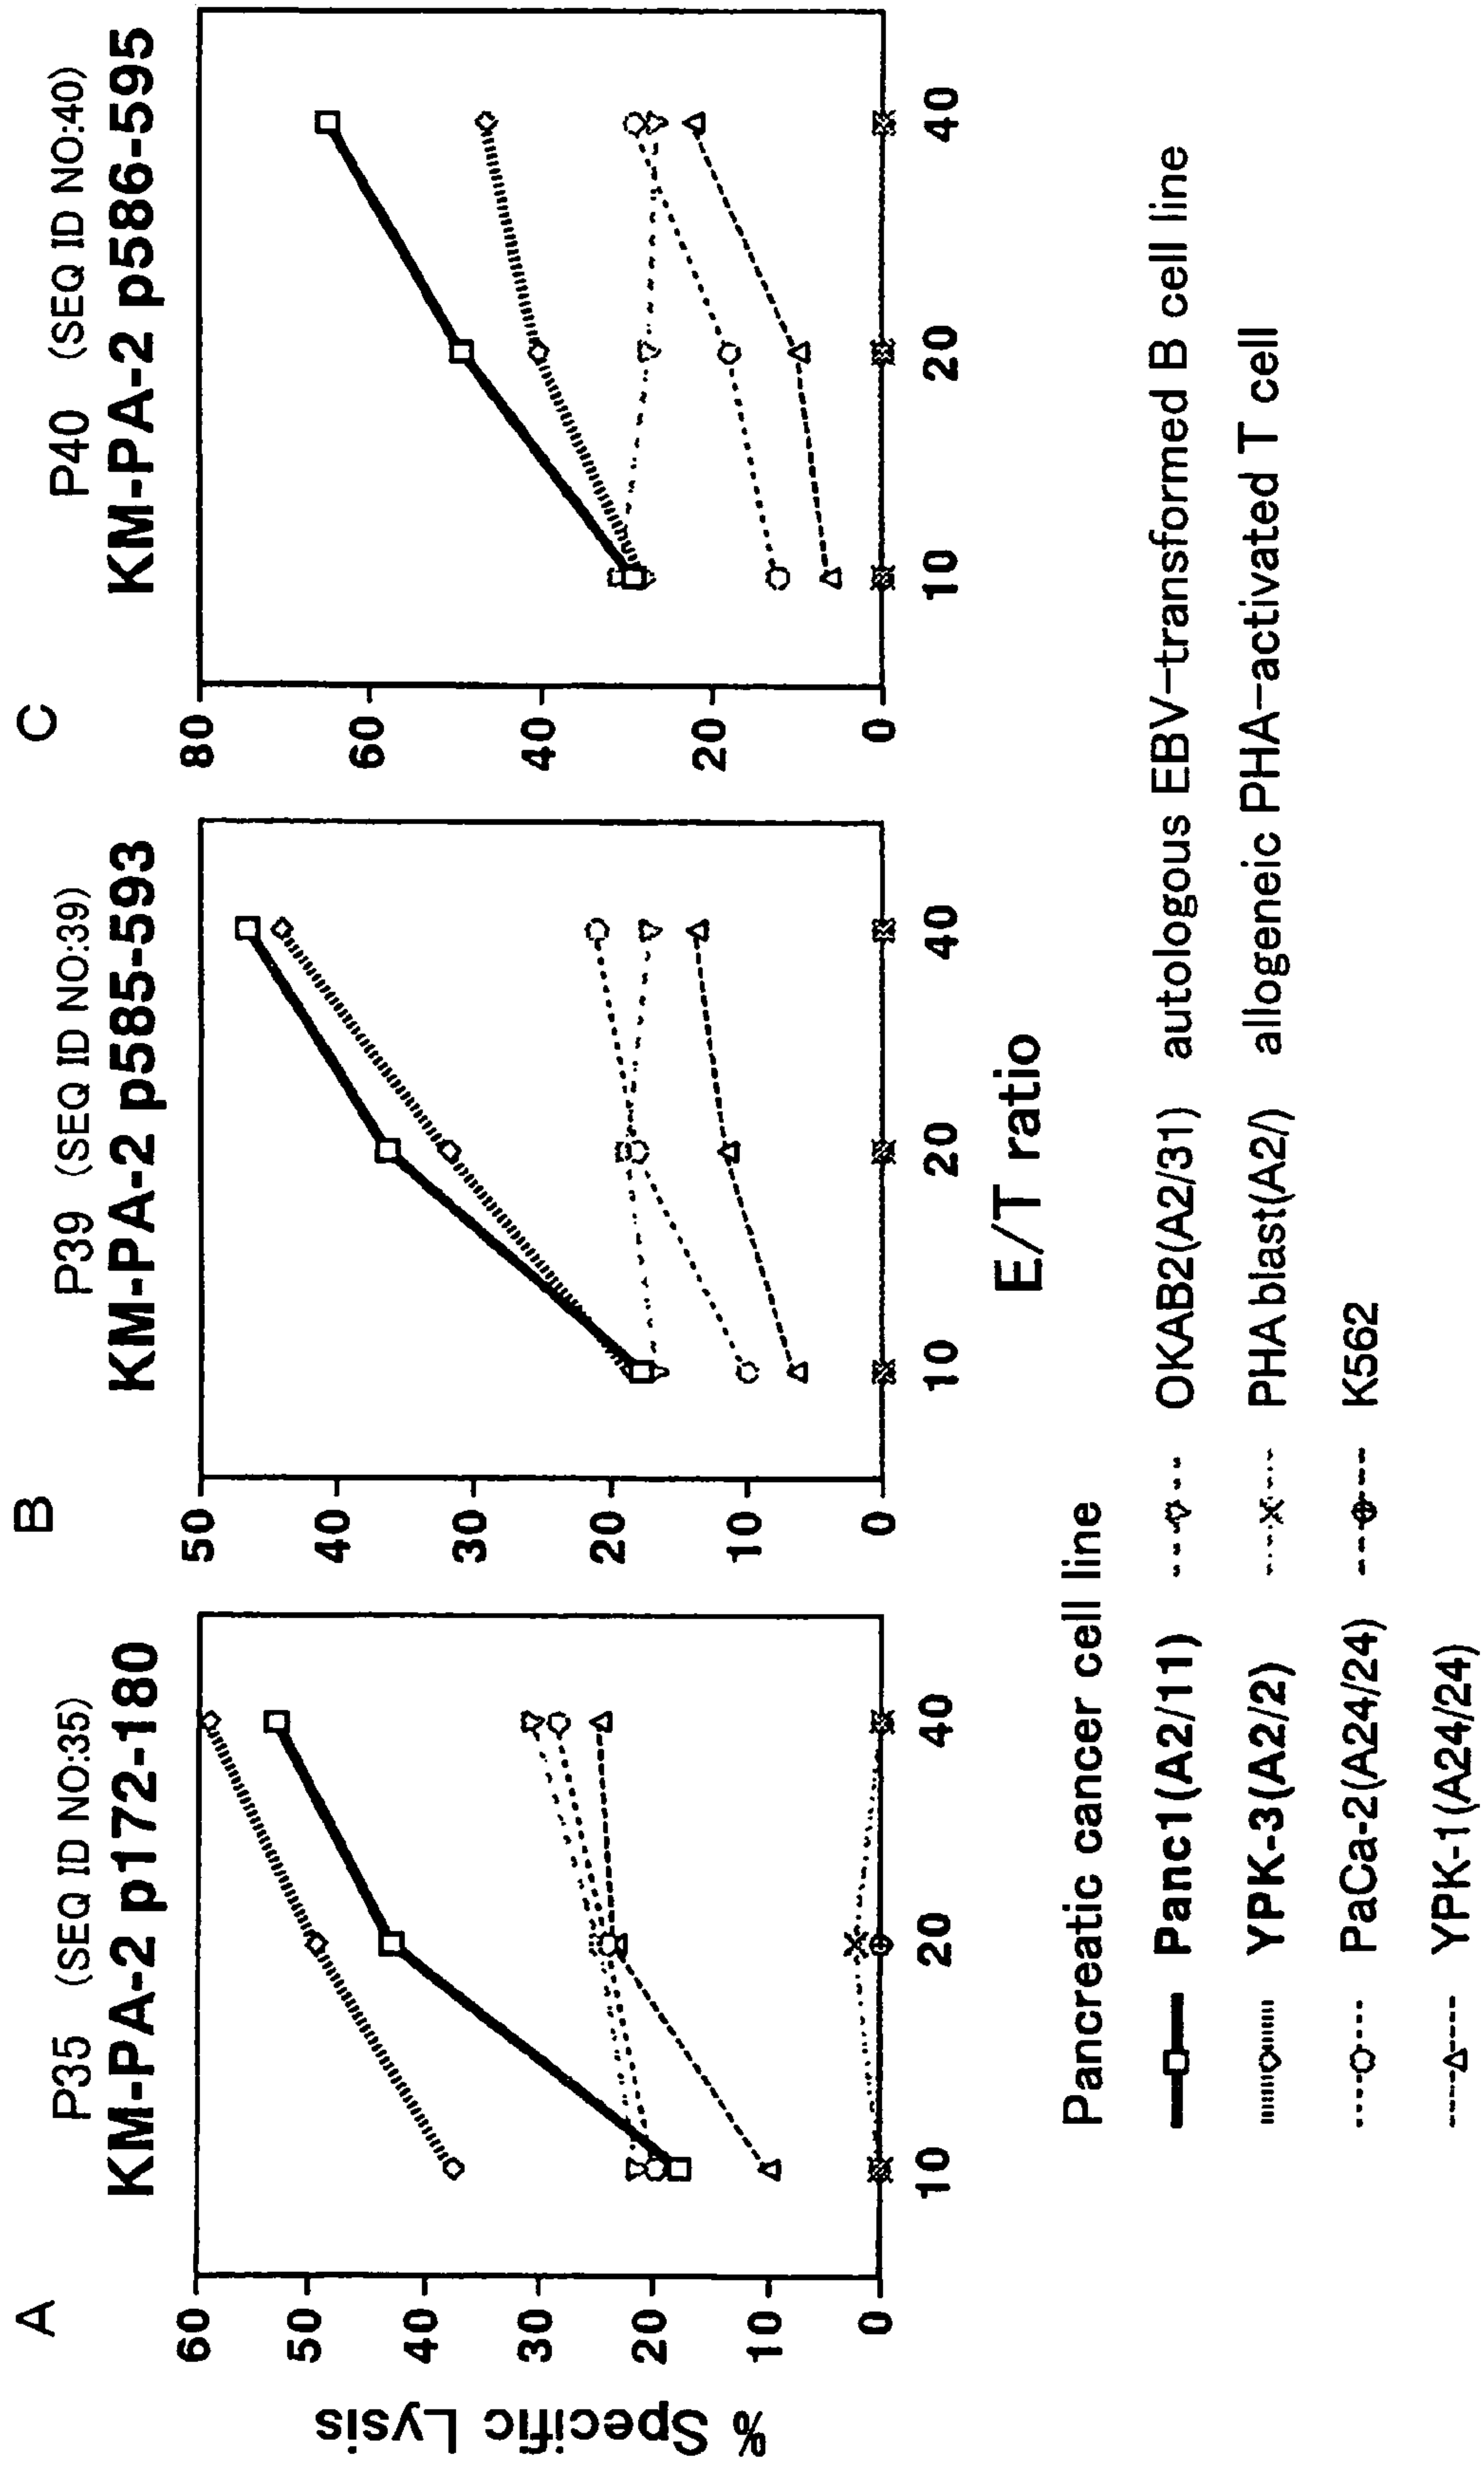 A
P35 (SEQ ID NO:35)
KM-PA-2 p172-180
60
50
40
30
20
10
0
10
20
40
% Specific Lysis
B
P39 (SEQ ID NO:39)
KM-PA-2 p585-593
50
40
30
20
10
0
10
20
40
E/T ratio
C
P40 (SEQ ID NO:40)
KM-PA-2 p586-595
80
60
40
20
0
10
20
40
Pancreatic cancer cell line
Panc1(A2/11)
YPK-3(A2/2)
PaCa-2(A24/24)
YPK-1(A24/24)
OKAB2(A2/31) autologous EBV-transformed B cell line
PHA blast(A2/) allogeneic PHA-activated T cell
K562